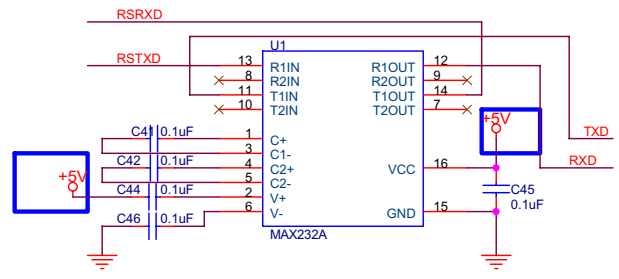 RSRXD
U1
RSTXD 13 R1IN R1OUT 12
8 R2IN R2OUT 9
11 T1IN T1OUT 14
10 T2IN T2OUT 7
+5V
C41 0.1uF 1 C+ TXD
3 C1-
C42 0.1uF 4 C2+ VCC 16 RXD
+5V 5 C2-
C44 0.1uF 2 V+ C45
0.1uF
C46 0.1uF 6 V- GND 15
MAX232A